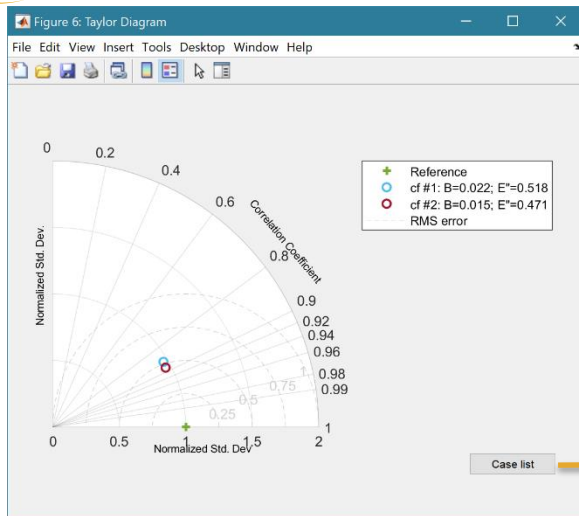 Figure 6: Taylor Diagram
File Edit View Insert Tools Desktop Window Help
Reference
cf #1: B=0.022; E"=0.518
cf #2: B=0.015; E"=0.471
RMS error
0
0.2
0.4
0.6
0.8
0.9
0.92
0.94
0.96
0.98
0.99
1
Correlation Coefficient
Normalized Std. Dev.
1
0.75
0.5
0.25
0 0.5 1 1.5 2
Normalized Std. Dev
Case list